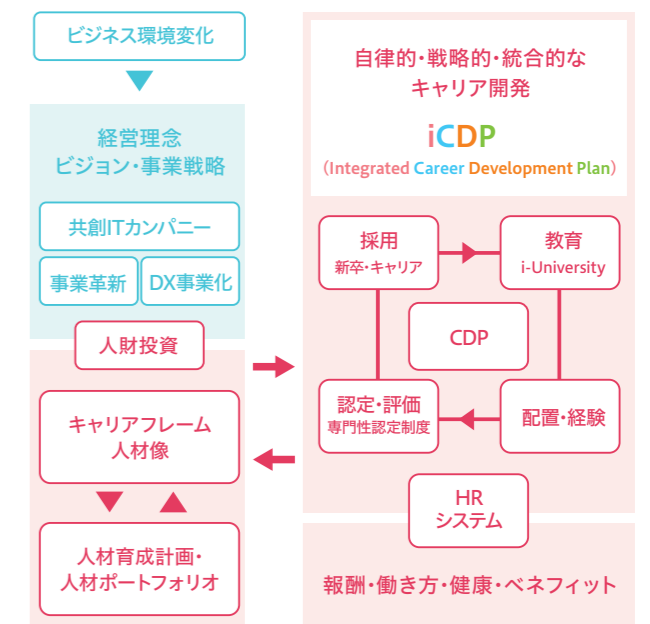 ビジネス環境変化
経営理念
ビジョン・事業戦略
共創ITカンパニー
事業革新
DX事業化
人財投資
キャリアフレーム
人材像
人材育成計画・
人材ポートフォリオ
自律的・戦略的・統合的な
キャリア開発
iCDP
(Integrated Career Development Plan)
採用
新卒・キャリア
教育
i-University
CDP
認定・評価
専門性認定制度
配置・経験
HR
システム
報酬・働き方・健康・ベネフィット